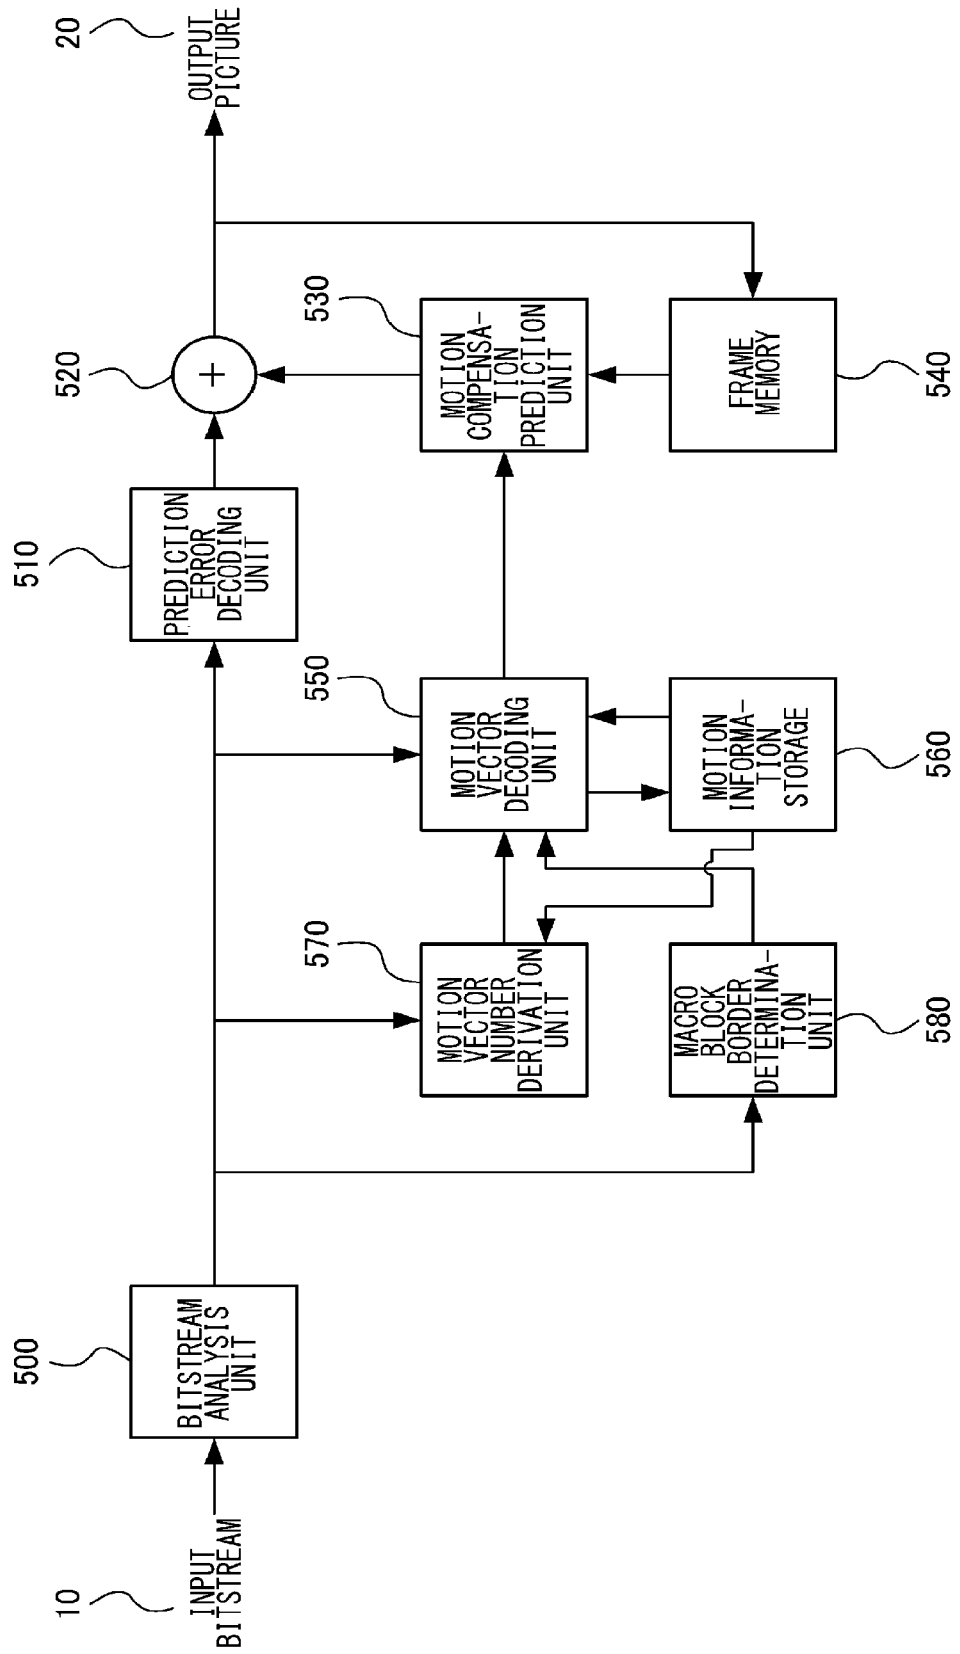 10
INPUT
BITSTREAM
500
BITSTREAM
ANALYSIS
UNIT
510
PREDICTION
ERROR
DECODING
UNIT
520
+
20
OUTPUT
PICTURE
570
MOTION
VECTOR
NUMBER
DERIVATION
UNIT
550
MOTION
VECTOR
DECODING
UNIT
530
MOTION
COMPENSA-
TION
PREDICTION
UNIT
MACRO
BLOCK
BORDER
DETERMINA-
TION
UNIT
580
MOTION
INFORMA-
TION
STORAGE
560
FRAME
MEMORY
540